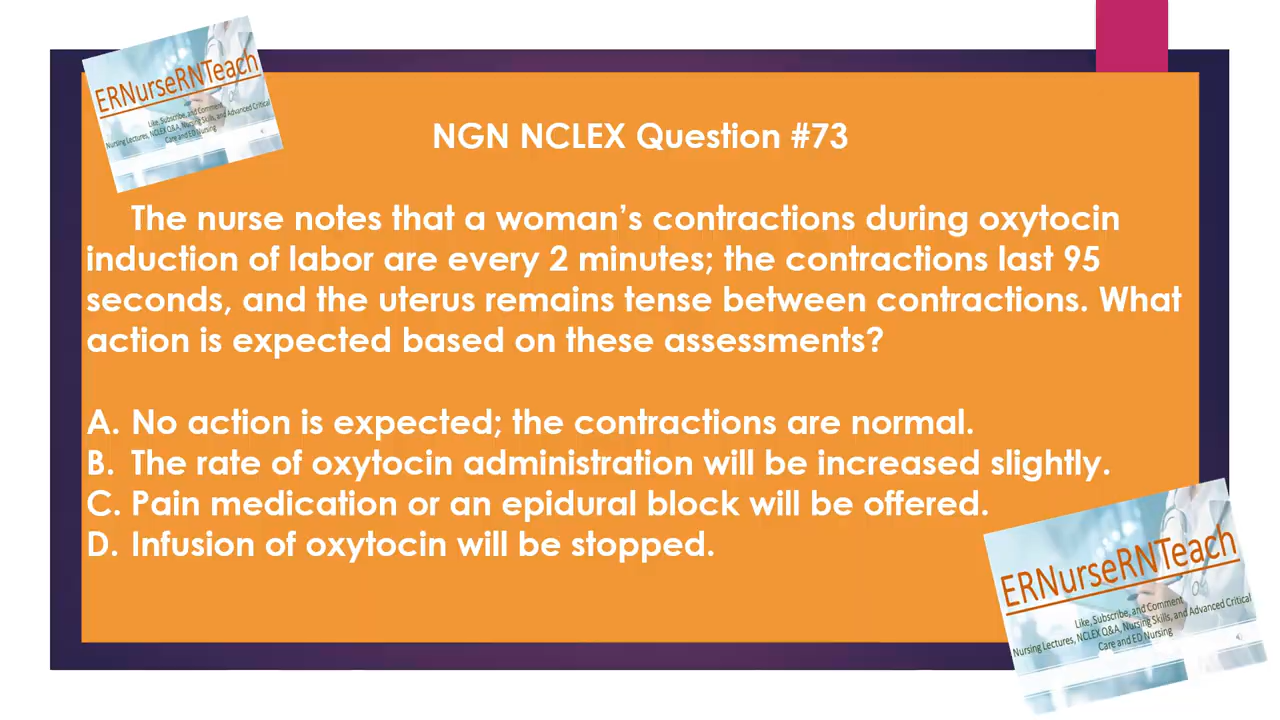 ERNurseRNTeach
Like, Subscribe, and Comment
Nursing Lectures, NCLEX Q&A, Nursing Skills, and Advanced Critical
Care and ED Nursing
NGN NCLEX Question #73
The nurse notes that a woman’s contractions during oxytocin
induction of labor are every 2 minutes; the contractions last 95
seconds, and the uterus remains tense between contractions. What
action is expected based on these assessments?
A. No action is expected; the contractions are normal.
B. The rate of oxytocin administration will be increased slightly.
C. Pain medication or an epidural block will be offered.
D. Infusion of oxytocin will be stopped.
ERNurseRNTeach
Like, Subscribe, and Comment
Nursing Lectures, NCLEX Q&A, Nursing Skills, and Advanced Critical
Care and ED Nursing